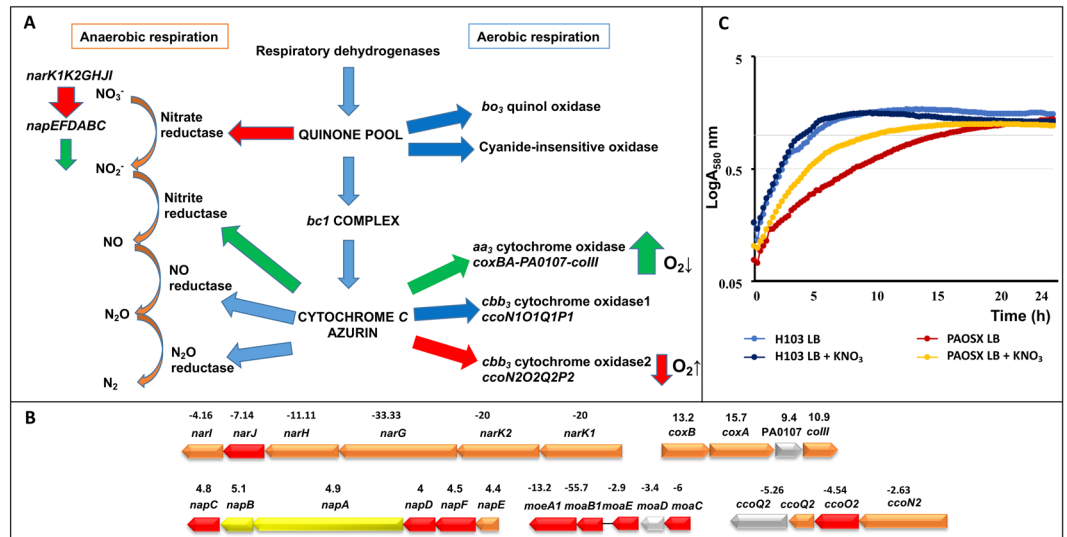 A
Anaerobic respiration
Respiratory dehydrogenases
Aerobic respiration
narK1K2GHJI
NO₃⁻
napEFDABC
Nitrate
reductase
QUINONE POOL
bo₃ quinol oxidase
Cyanide-insensitive oxidase
NO₂⁻
Nitrite
reductase
bc1 COMPLEX
NO
aa₃ cytochrome oxidase
coxBA-PA0107-colII
O₂↓
NO
reductase
N₂O
CYTOCHROME C
AZURIN
cbb₃ cytochrome oxidase1
ccoN1O1Q1P1
N₂O
reductase
cbb₃ cytochrome oxidase2
ccoN2O2Q2P2
O₂↑
N₂
C
LogA₅₈₀ nm
5
0.5
0.05
0 5 10 15 20 24
Time (h)
H103 LB
PAOSX LB
H103 LB + KNO₃
PAOSX LB + KNO₃
B
-4.16 -7.14 -11.11 -33.33 -20 -20
narI narJ narH narG narK2 narK1
13.2 15.7 9.4 10.9
coxB coxA PA0107 coIII
4.8 5.1 4.9 4 4.5 4.4
napC napB napA napD napF napE
-13.2 -55.7 -2.9 -3.4 -6
moeA1 moaB1 moaE moaD moaC
-5.26 -4.54 -2.63
ccoQ2 ccoQ2 ccoO2 ccoN2